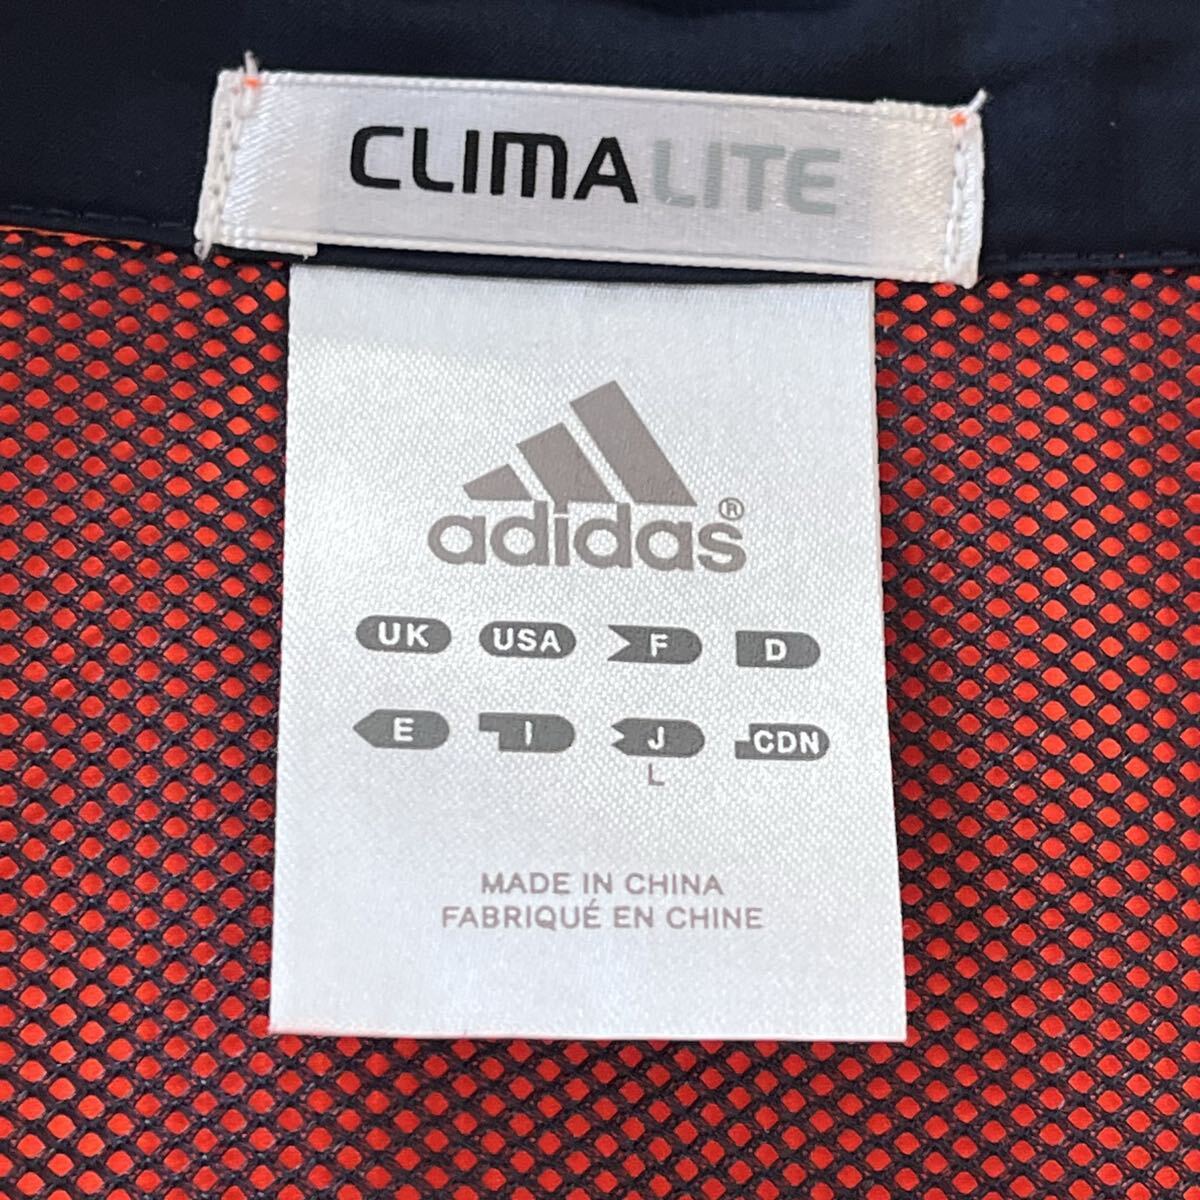 CLIMALITE
adidas®
UK USA F D
E I J CDN
L
MADE IN CHINA
FABRIQUÉ EN CHINE